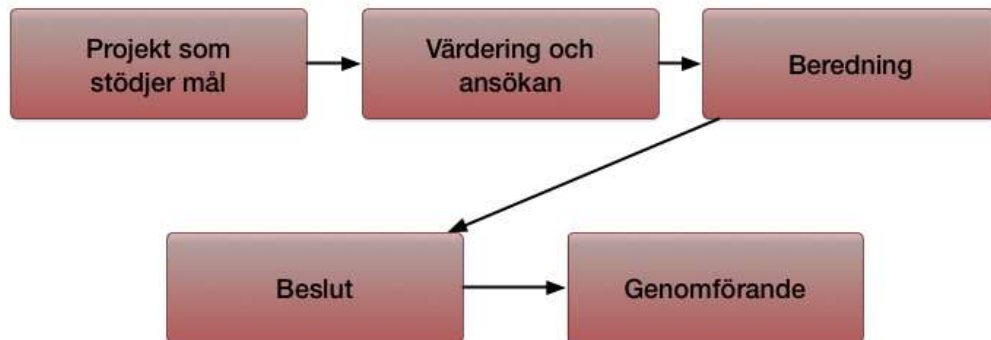 Projekt som
stödjer mål
Värdering och
ansökan
Beredning
Beslut
Genomförande